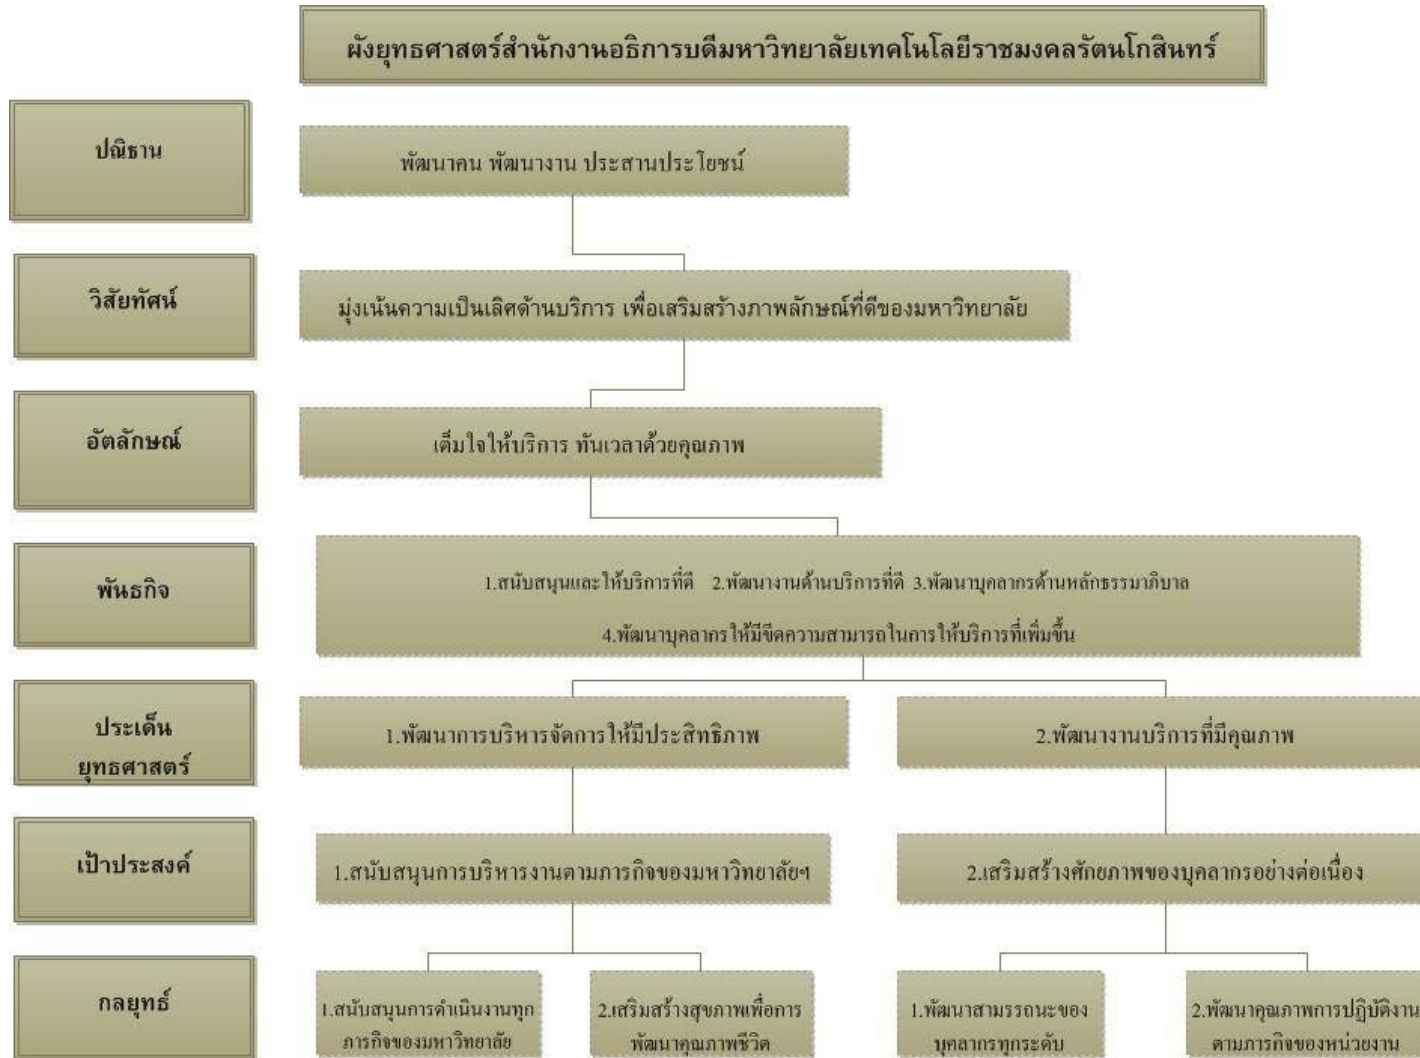 ผังยุทธศาสตร์สำนักงานอธิการบดีมหาวิทยาลัยเทคโนโลยีราชมงคลรัตนโกสินทร์
ปณิธาน
พัฒนาคน พัฒนางาน ประสานประโยชน์
วิสัยทัศน์
มุ่งเน้นความเป็นเลิศด้านบริการ เพื่อเสริมสร้างภาพลักษณ์ที่ดีของมหาวิทยาลัย
อัตลักษณ์
เต็มใจให้บริการ ทันเวลาด้วยคุณภาพ
พันธกิจ
1.สนับสนุนและให้บริการที่ดี 2.พัฒนางานด้านบริการที่ดี 3.พัฒนาบุคลากรด้านหลักธรรมาภิบาล
4.พัฒนาบุคลากรให้มีขีดความสามารถในการให้บริการที่เพิ่มขึ้น
ประเด็น
ยุทธศาสตร์
1.พัฒนาการบริหารจัดการให้มีประสิทธิภาพ
2.พัฒนางานบริการที่มีคุณภาพ
เป้าประสงค์
1.สนับสนุนการบริหารงานตามภารกิจของมหาวิทยาลัยฯ
2.เสริมสร้างศักยภาพของบุคลากรอย่างต่อเนื่อง
กลยุทธ์
1.สนับสนุนการดำเนินงานทุก
ภารกิจของมหาวิทยาลัย
2.เสริมสร้างสุขภาพเพื่อการ
พัฒนาคุณภาพชีวิต
1.พัฒนาสามรรถนะของ
บุคลากรทุกระดับ
2.พัฒนาคุณภาพการปฏิบัติงาน
ตามภารกิจของหน่วยงาน